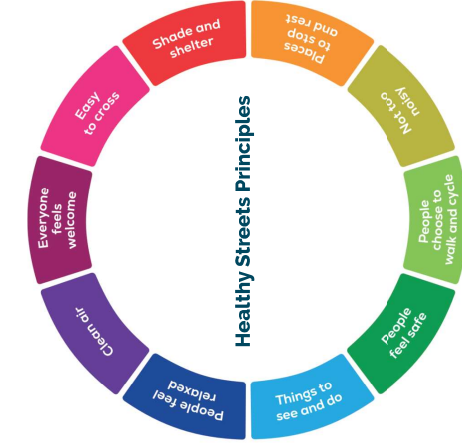 Healthy Streets Principles
Shade and
shelter
Places
to stop
and rest
Not too
noisy
People
choose to
walk and cycle
People
feel safe
Things to
see and do
People feel
relaxed
Clean air
Everyone
feels
welcome
Easy
to cross